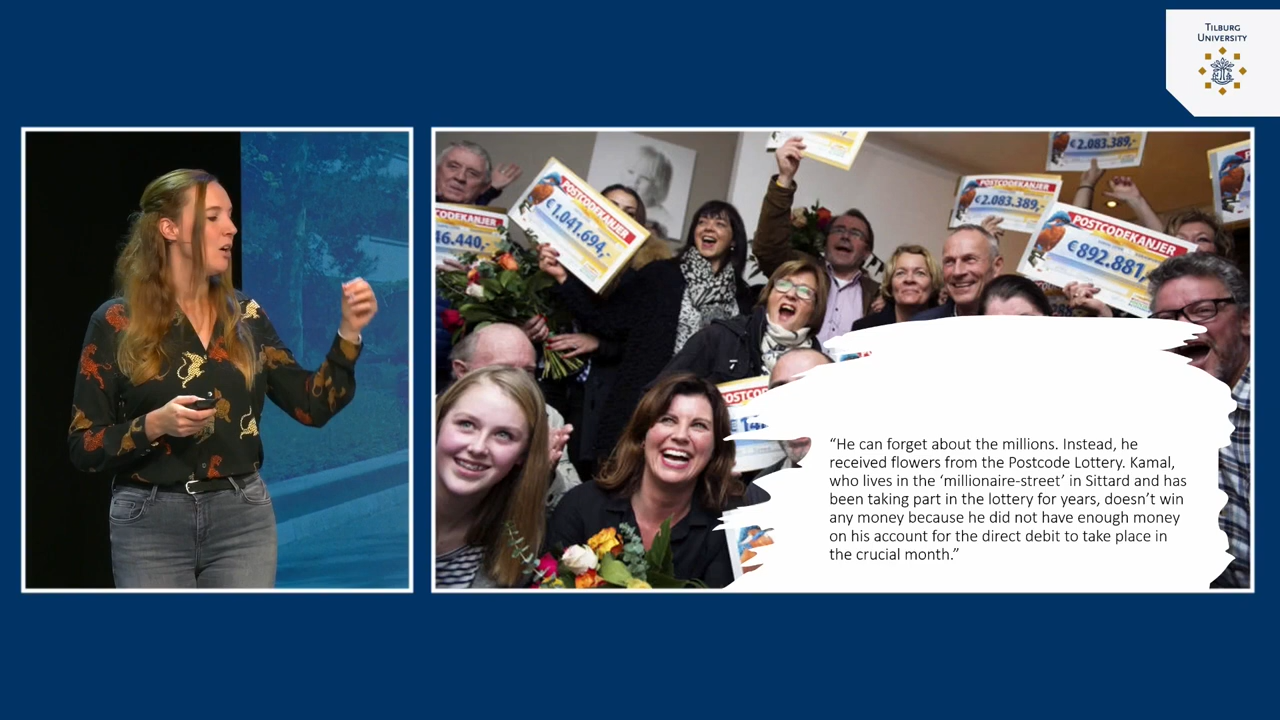 TILBURG
UNIVERSITY
€2.083.389,-
POSTCODEKANJER
€1.041.694,-
POSTCODEKANJER
€2.083.389,-
CODEKANJER
46.440,-
POSTCODEKANJER
€892.881,-
“He can forget about the millions. Instead, he
received flowers from the Postcode Lottery. Kamal,
who lives in the ‘millionaire-street’ in Sittard and has
been taking part in the lottery for years, doesn’t win
any money because he did not have enough money
on his account for the direct debit to take place in
the crucial month.”